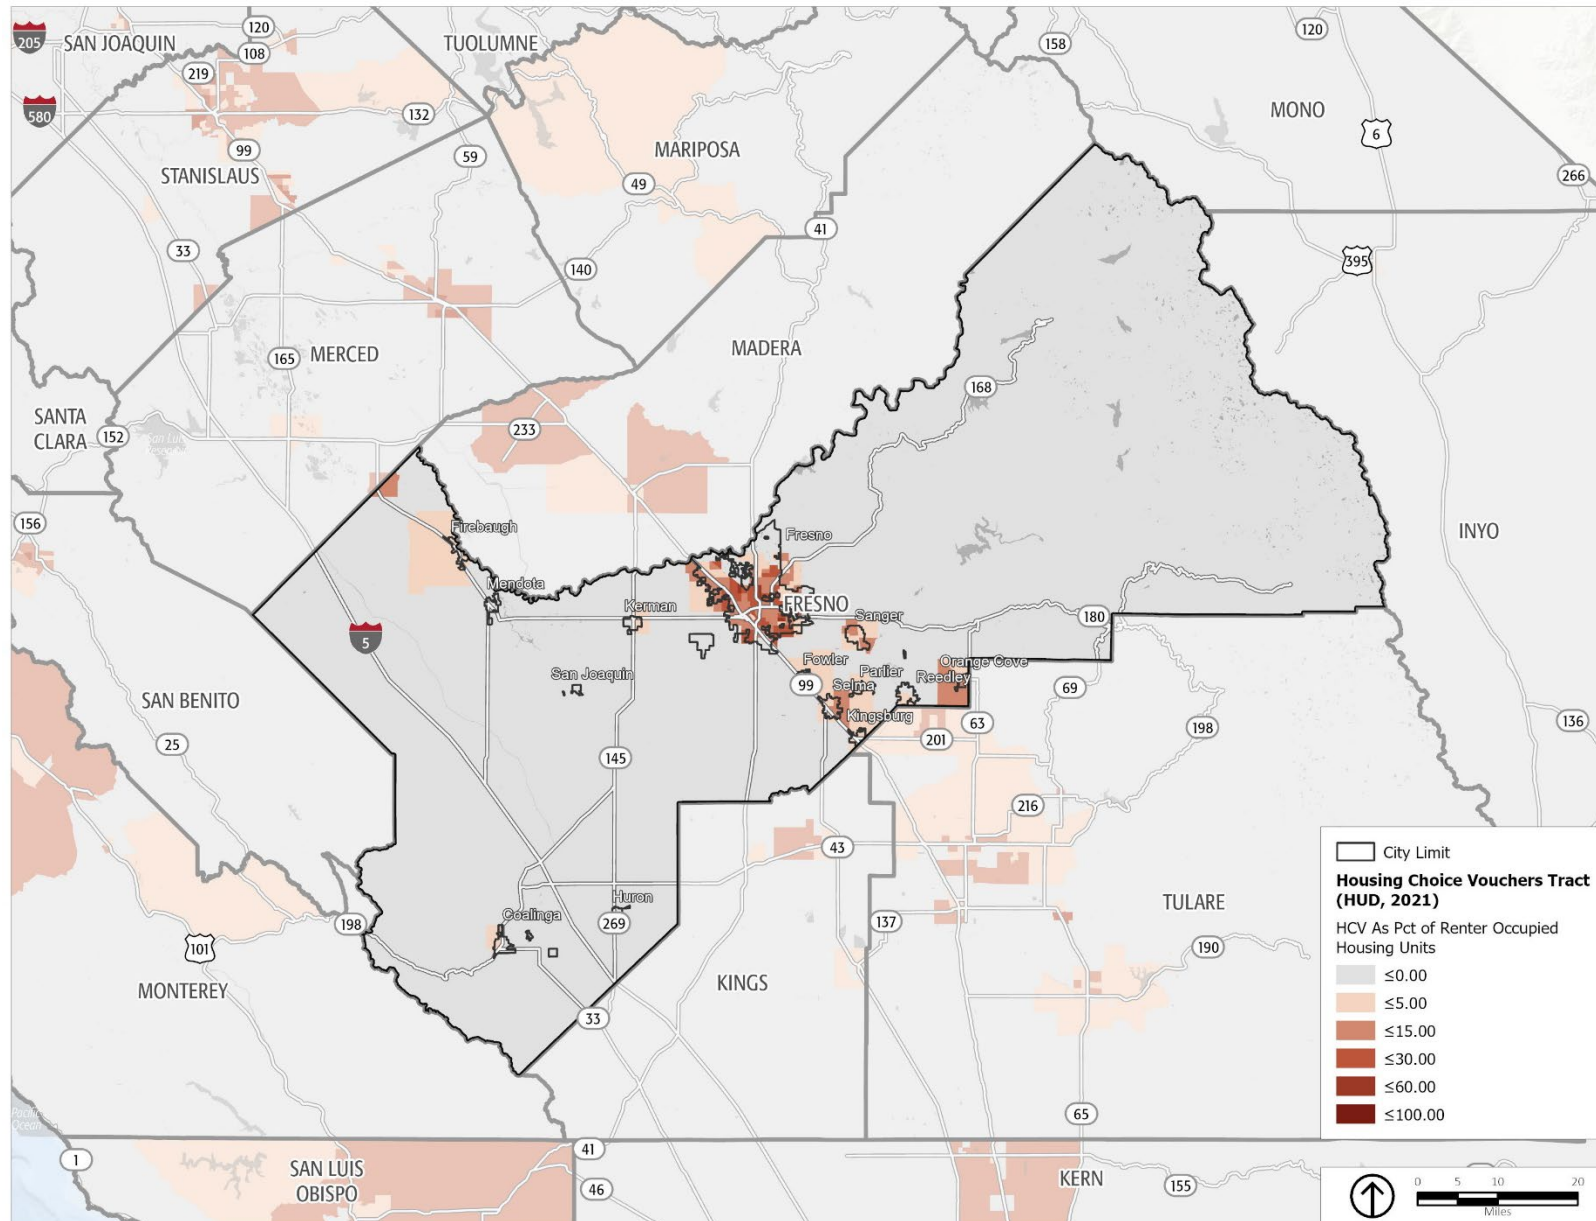 205
SAN JOAQUIN
120
108
219
TUOLUMNE
158
120
580
132
MONO
6
99
59
MARIPOSA
STANISLAUS
49
266
33
41
140
395
165
MERCED
MADERA
168
SANTA
CLARA
152
233
156
Firebaugh
Fresno
INYO
Mendota
Kerman
FRESNO
Sanger
180
5
San Joaquin
Fowler
Orange Cove
Parlier
Reedley
99
Selma
69
SAN BENITO
Kingsburg
63
198
136
25
201
145
216
43
Huron
Coalinga
198
269
137
TULARE
101
190
MONTEREY
KINGS
33
65
Pacific
Ocean
1
41
SAN LUIS
OBISPO
46
KERN
155
City Limit
Housing Choice Vouchers Tract
(HUD, 2021)
HCV As Pct of Renter Occupied
Housing Units
≤0.00
≤5.00
≤15.00
≤30.00
≤60.00
≤100.00
0 5 10 20
Miles